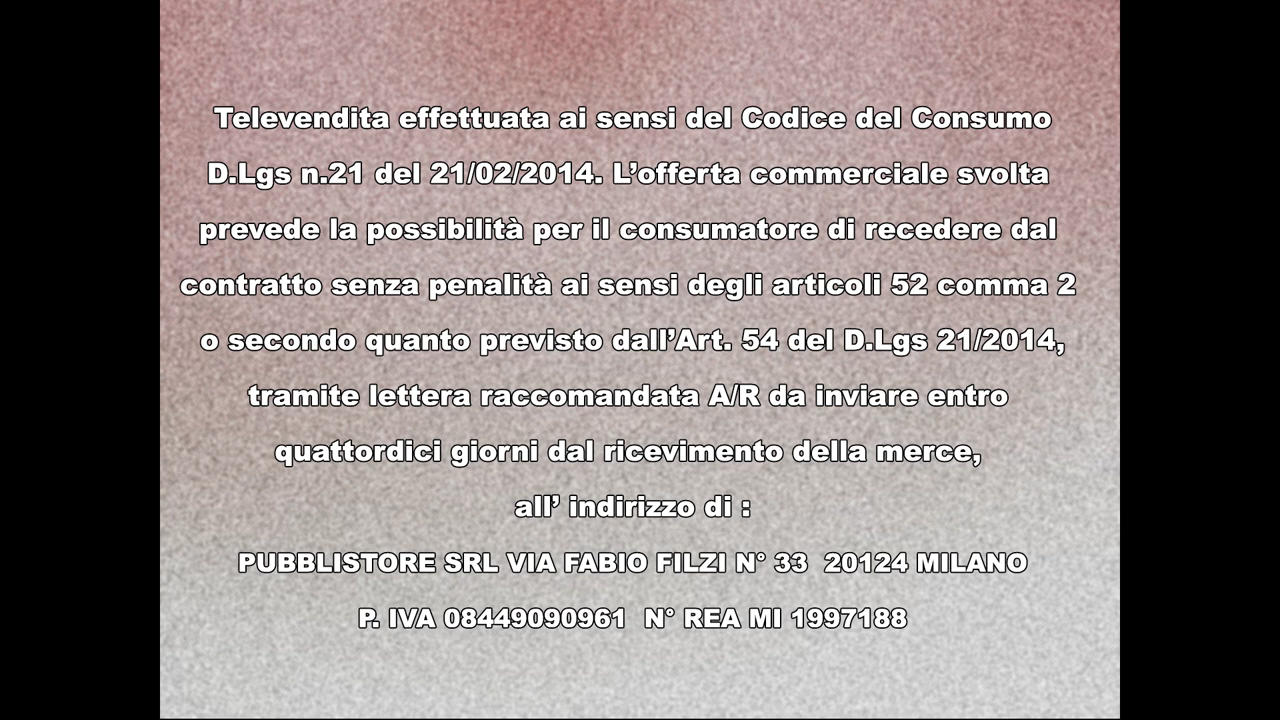 Televendita effettuata ai sensi del Codice del Consumo
D.Lgs n.21 del 21/02/2014. L’offerta commerciale svolta
prevede la possibilità per il consumatore di recedere dal
contratto senza penalità ai sensi degli articoli 52 comma 2
o secondo quanto previsto dall’Art. 54 del D.Lgs 21/2014,
tramite lettera raccomandata A/R da inviare entro
quattordici giorni dal ricevimento della merce,
all’ indirizzo di :
PUBBLISTORE SRL VIA FABIO FILZI N° 33  20124 MILANO
P. IVA 08449090961  N° REA MI 1997188